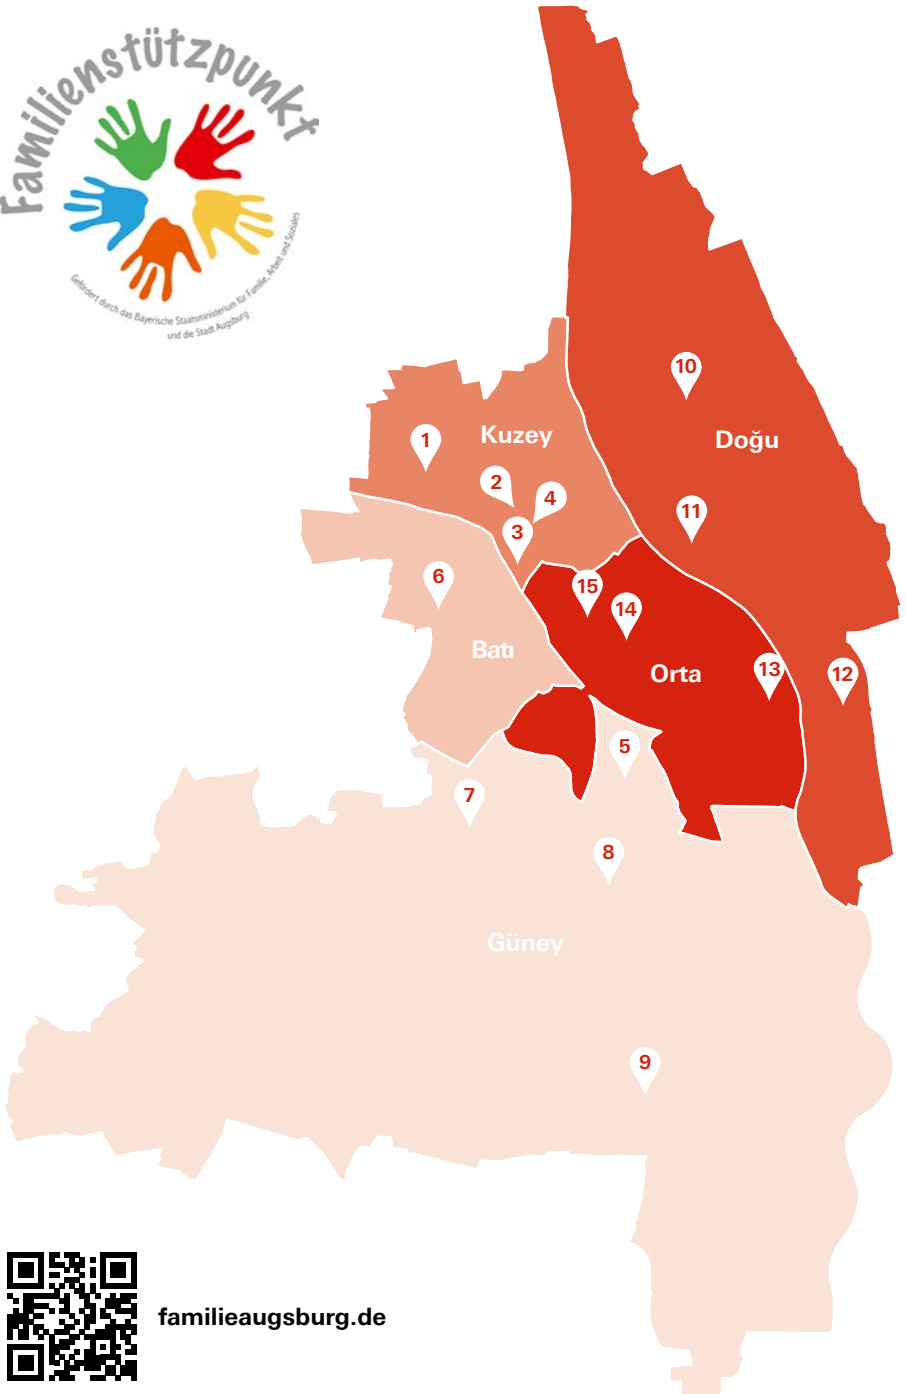 Familienstützpunkt
Gefördert durch das Bayerische Staatsministerium für Familie, Arbeit und Soziales
und die Stadt Augsburg
10
Kuzey
1
Doğu
2
4
11
3
6
15
14
Batı
Orta
13
12
5
7
8
Güney
9
familieaugsburg.de